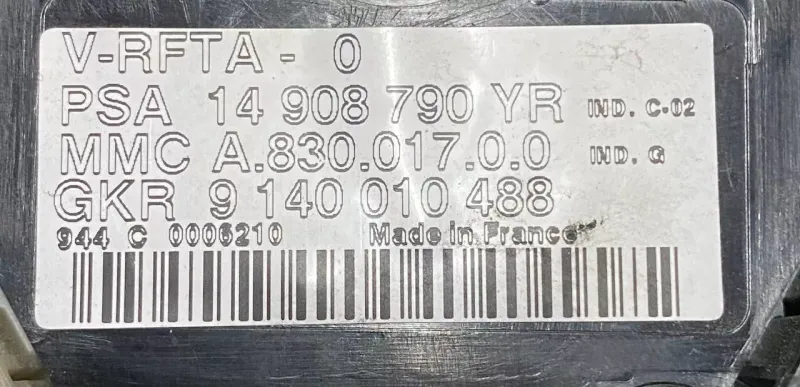 V-RFTA - 0
PSA 14 908 790 YR IND. C-02
MMC A.830.017.0.0 IND. G
GKR 9 140 010 488
944 C 0006210 Made in France